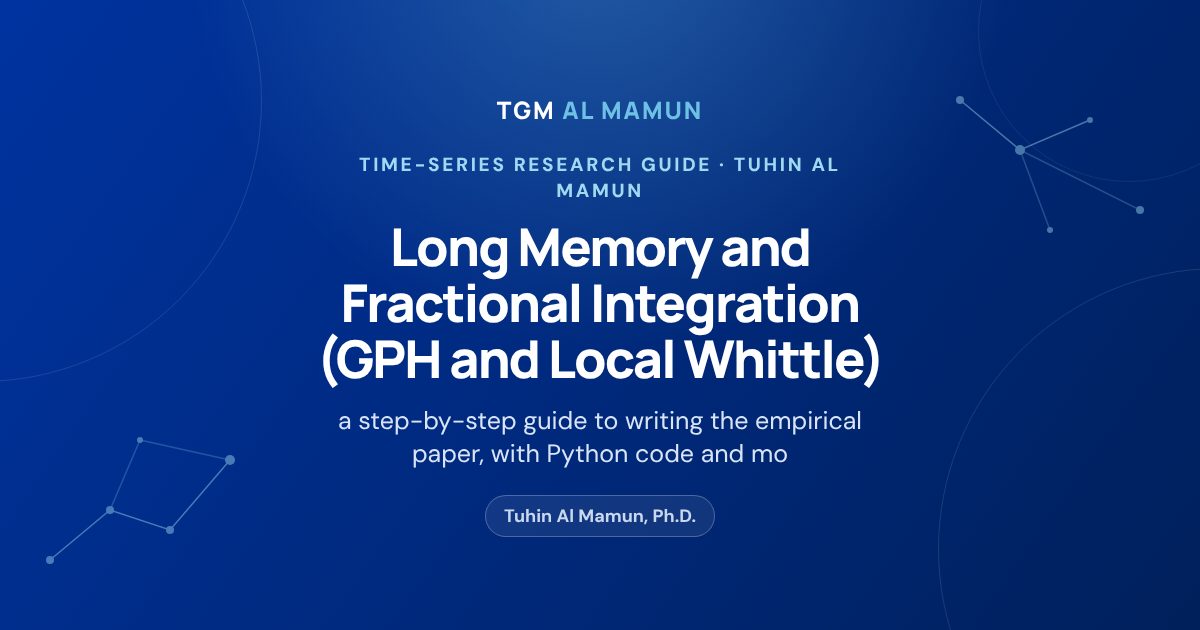 TGM AL MAMUN
TIME-SERIES RESEARCH GUIDE · TUHIN AL
MAMUN
Long Memory and
Fractional Integration
(GPH and Local Whittle)
a step-by-step guide to writing the empirical
paper, with Python code and mo
Tuhin Al Mamun, Ph.D.